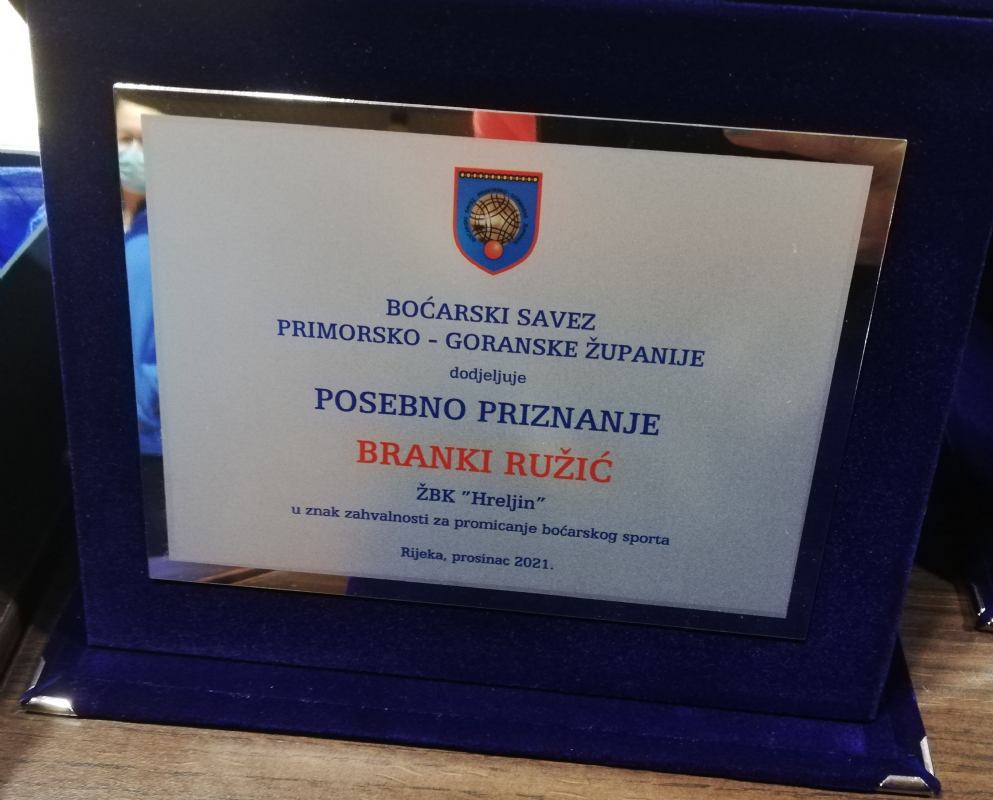 BOĆARSKI SAVEZ
PRIMORSKO - GORANSKE ŽUPANIJE
dodjeljuje
POSEBNO PRIZNANJE
BRANKI RUŽIĆ
ŽBK "Hreljin"
u znak zahvalnosti za promicanje boćarskog sporta
Rijeka, prosinac 2021.